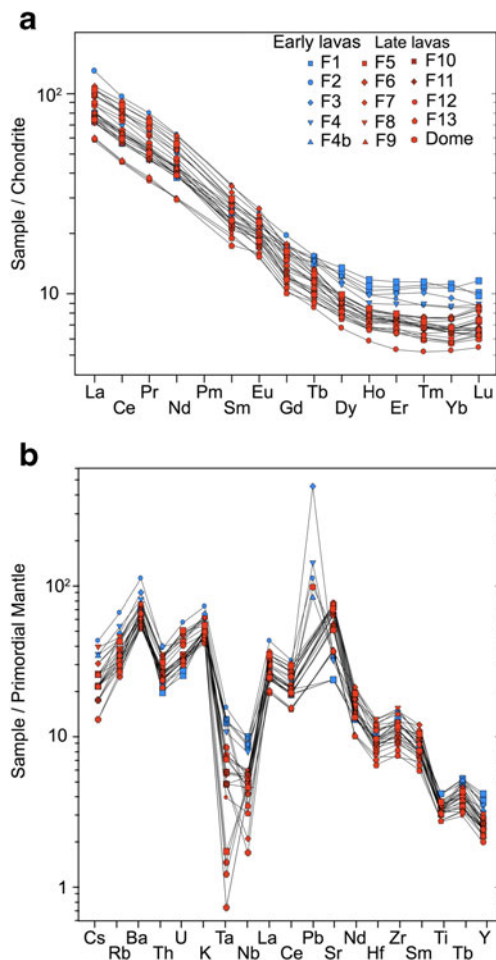 a
10²
10
Sample / Chondrite
Early lavas Late lavas
F1 F5 F10
F2 F6 F11
F3 F7 F12
F4 F8 F13
F4b F9 Dome
La Pr Pm Eu Tb Ho Tm Lu
Ce Nd Sm Gd Dy Er Yb
b
10²
10
1
Sample / Primordial Mantle
Cs Ba U Ta La Pb Nd Zr Ti Y
Rb Th K Nb Ce Sr Hf Sm Tb